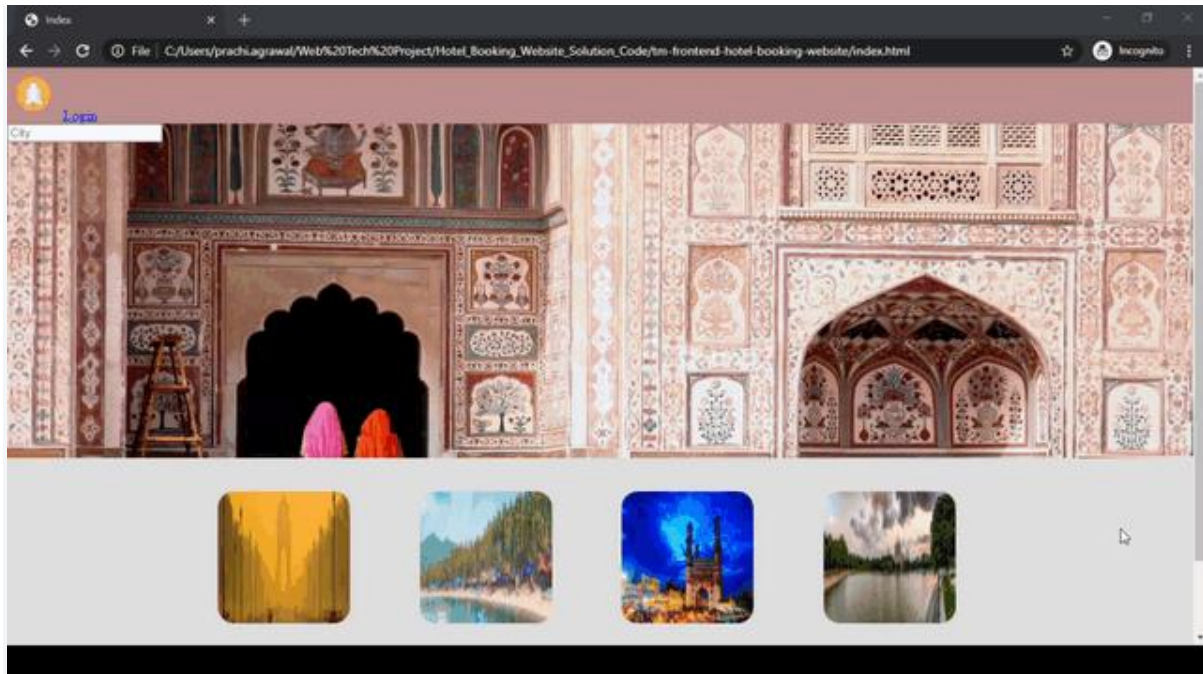 Index
File C:/Users/prachi.agrawal/Web%20Tech%20Project/Hotel_Booking_Website_Solution_Code/tm-frontend-hotel-booking-website/index.html Incognito
Login
City